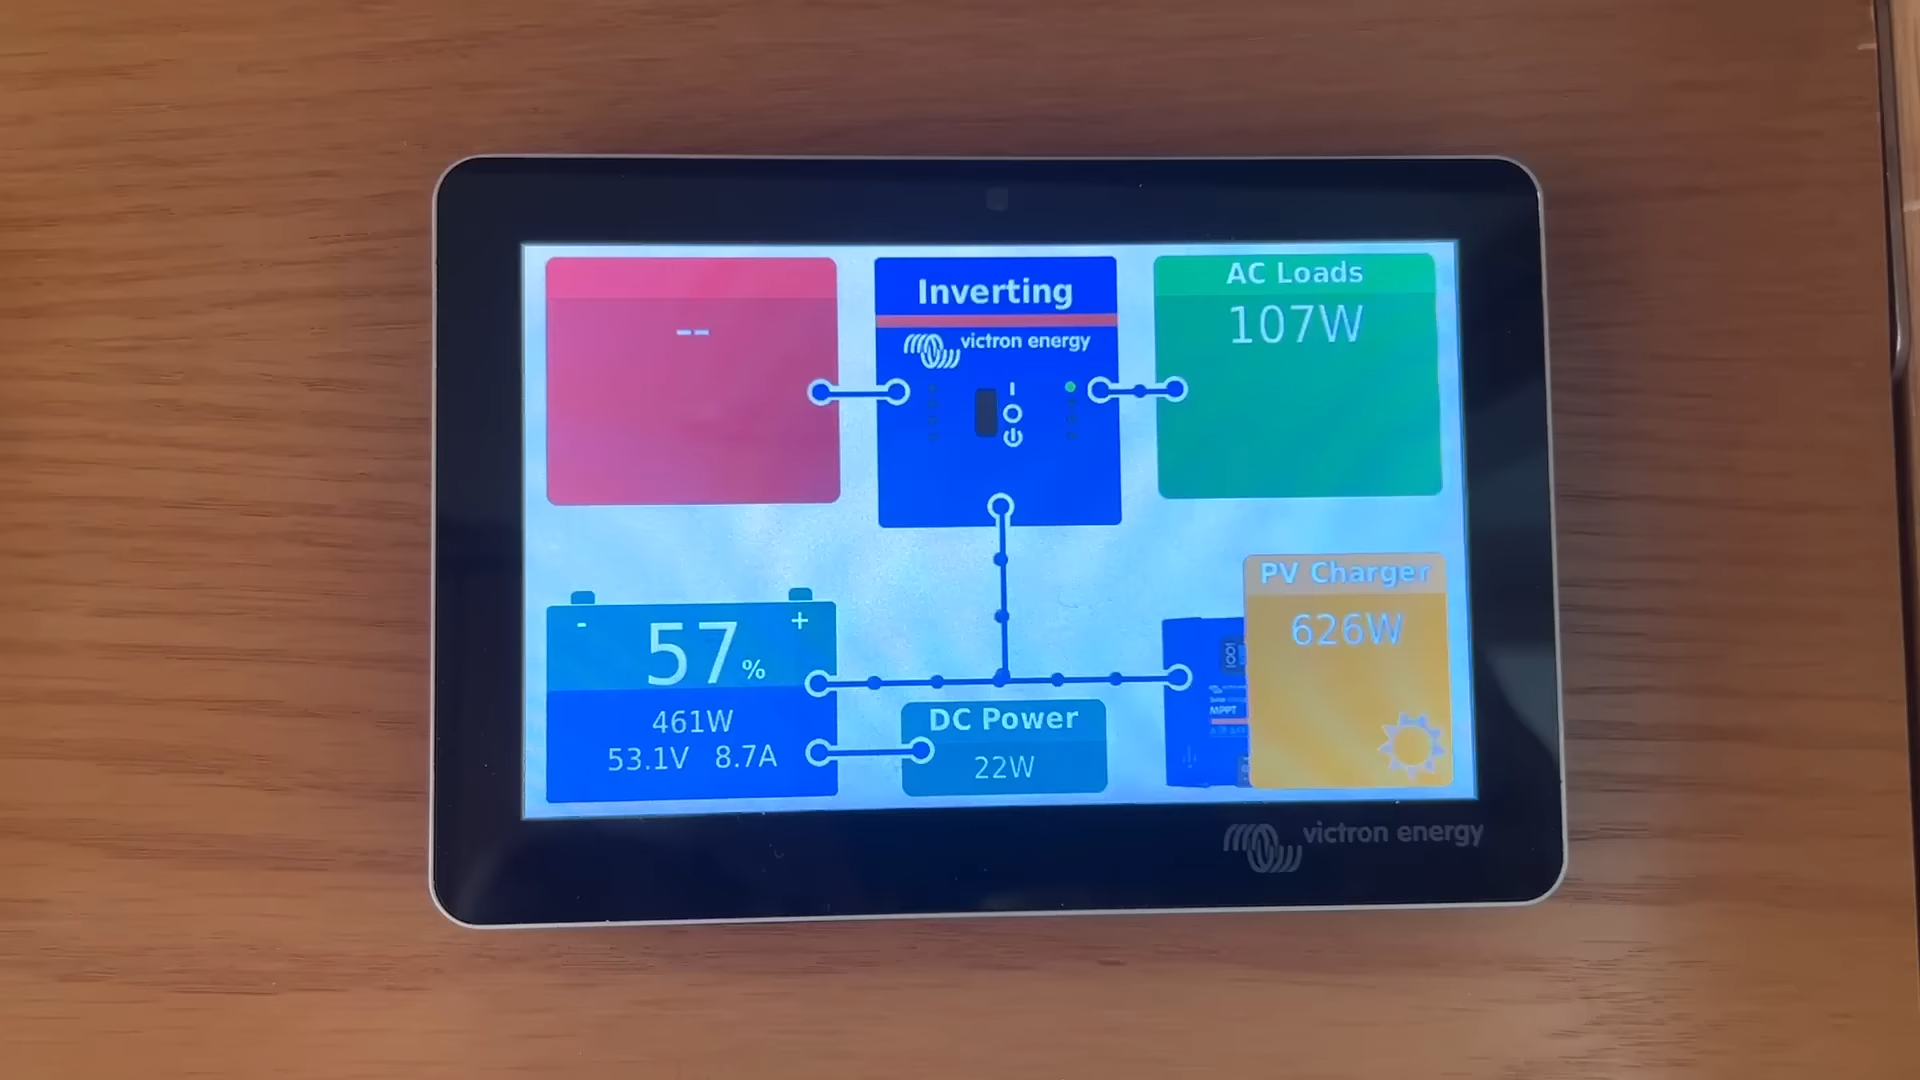 --
Inverting
victron energy
AC Loads
107W
- +
57%
461W
53.1V 8.7A
DC Power
22W
MPPT
PV Charger
626W
victron energy